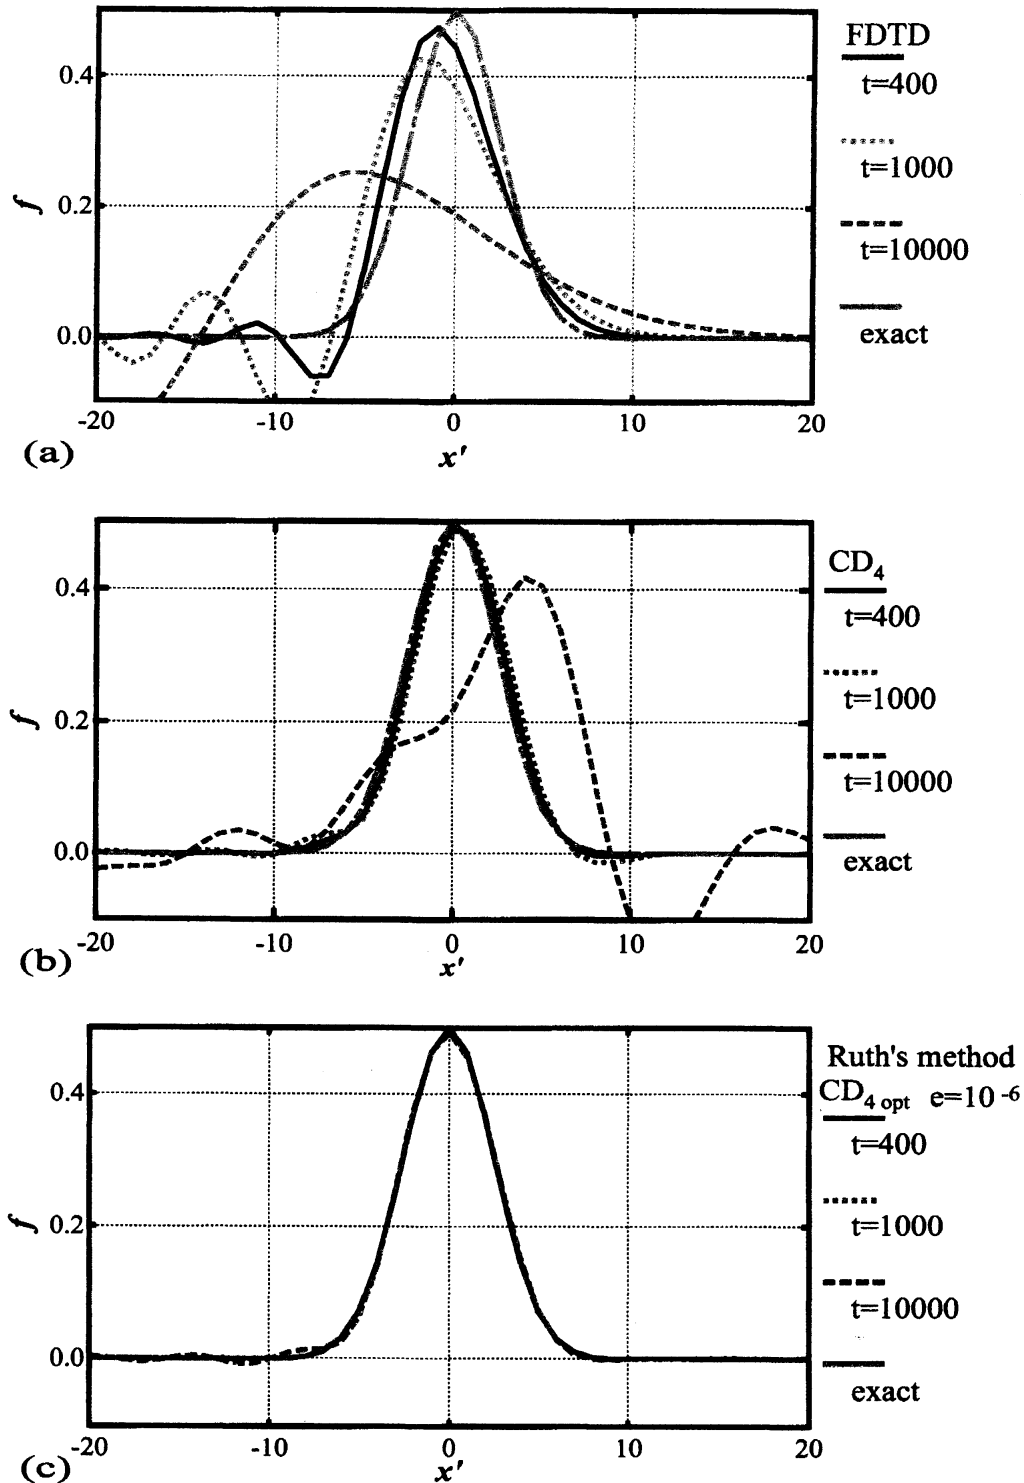 f
0.4
0.2
0.0
-20
-10
0
10
20
x'
(a)
FDTD
t=400
t=1000
t=10000
exact
f
0.4
0.2
0.0
-20
-10
0
10
20
x'
(b)
CD4
t=400
t=1000
t=10000
exact
f
0.4
0.2
0.0
-20
-10
0
10
20
x'
(c)
Ruth's method
CD4 opt e=10 -6
t=400
t=1000
t=10000
exact